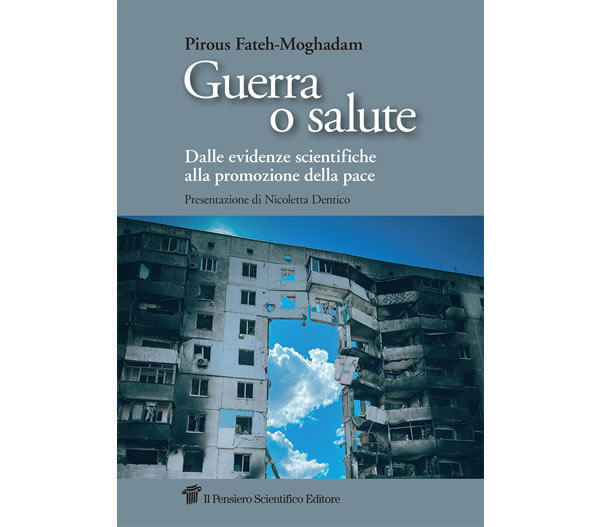 Pirous Fateh-Moghadam
Guerra
o salute
Dalle evidenze scientifiche
alla promozione della pace
Presentazione di Nicoletta Dentico
Il Pensiero Scientifico Editore